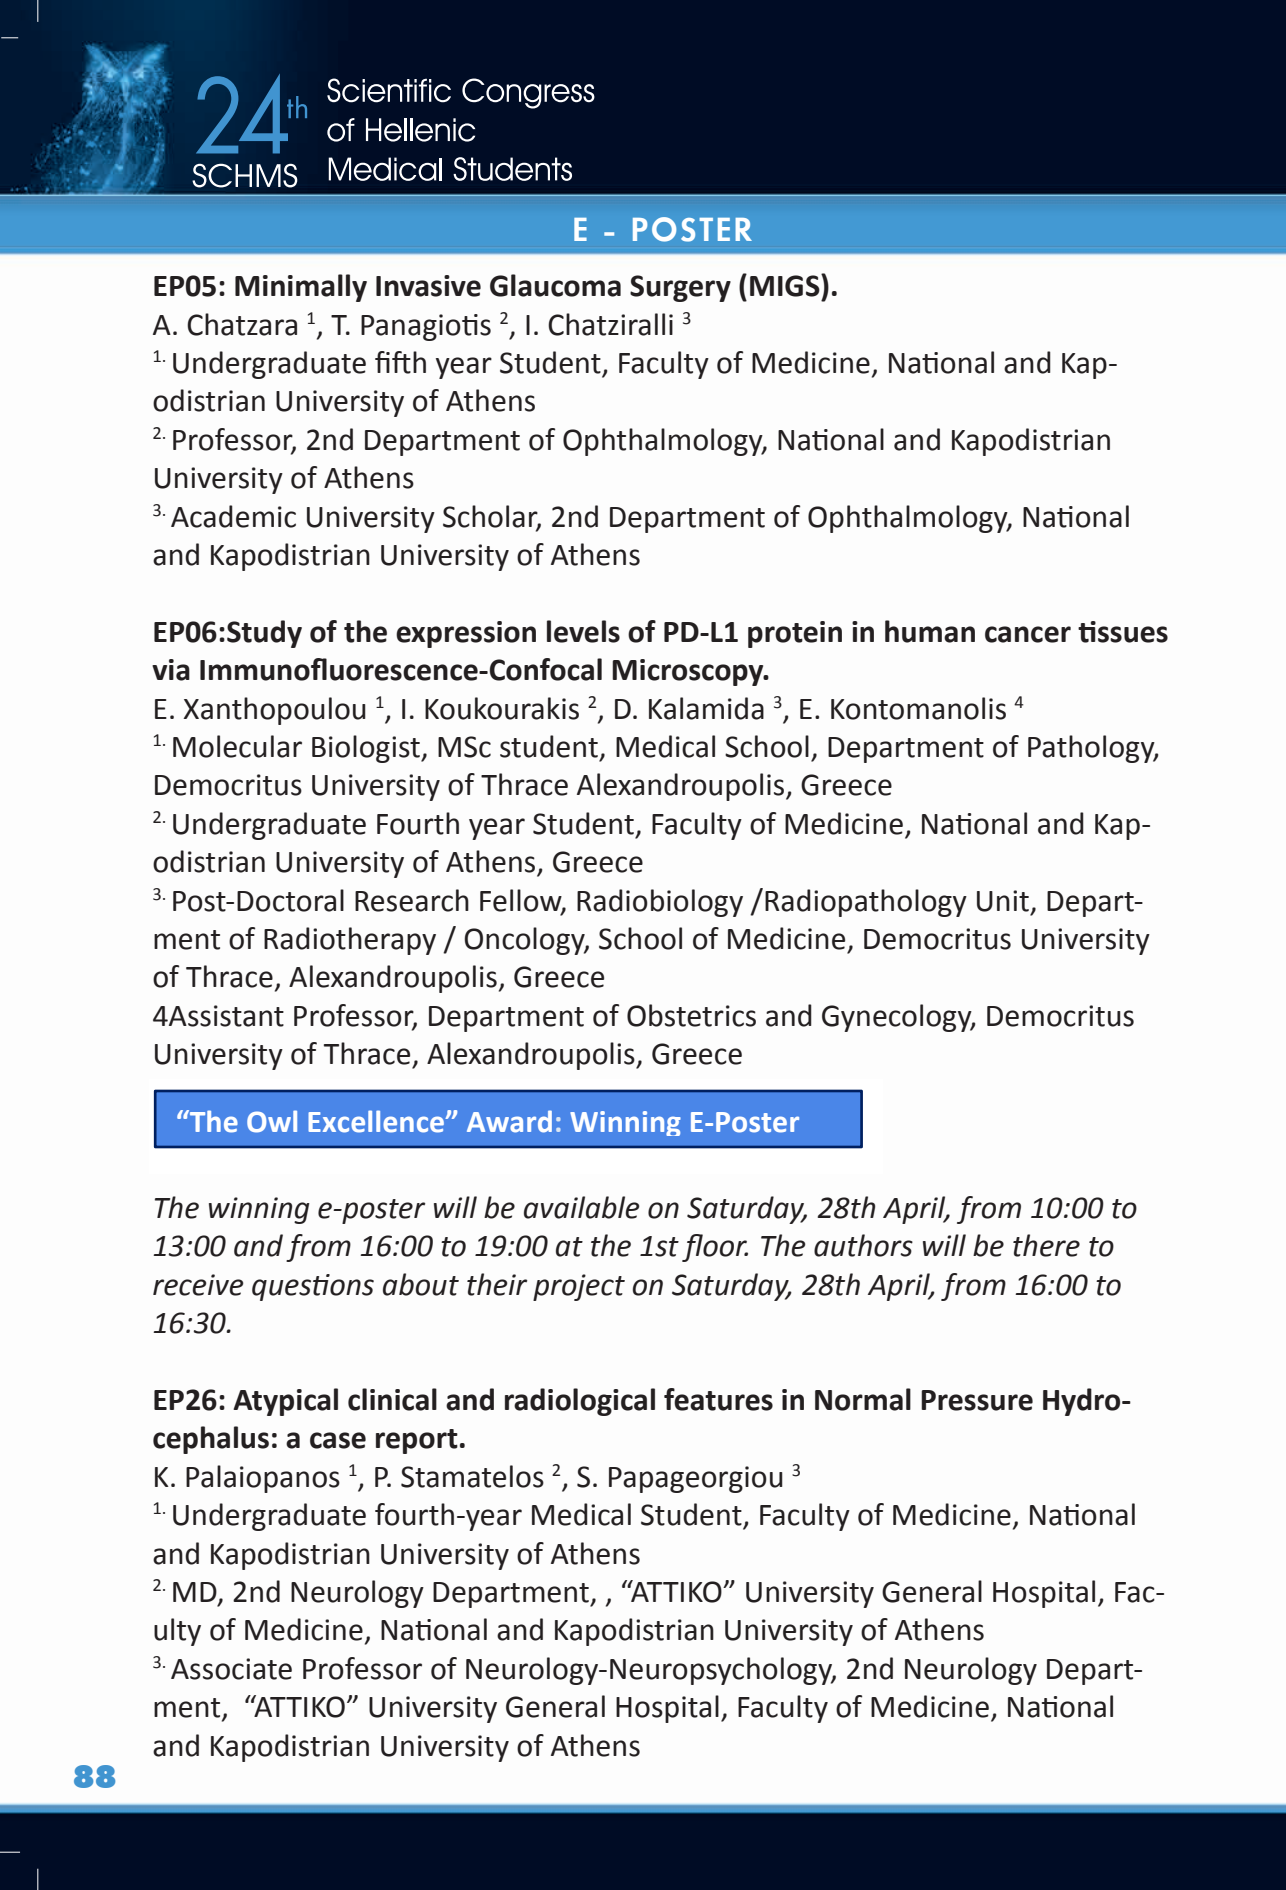 24th
SCHMS
Scientific Congress
of Hellenic
Medical Students
E - POSTER
EP05: Minimally Invasive Glaucoma Surgery (MIGS).
A. Chatzara 1, T. Panagiotis 2, I. Chatziralli 3
1. Undergraduate fifth year Student, Faculty of Medicine, National and Kap-
odistrian University of Athens
2. Professor, 2nd Department of Ophthalmology, National and Kapodistrian
University of Athens
3. Academic University Scholar, 2nd Department of Ophthalmology, National
and Kapodistrian University of Athens
EP06:Study of the expression levels of PD-L1 protein in human cancer tissues
via Immunofluorescence-Confocal Microscopy.
E. Xanthopoulou 1, I. Koukourakis 2, D. Kalamida 3, E. Kontomanolis 4
1. Molecular Biologist, MSc student, Medical School, Department of Pathology,
Democritus University of Thrace Alexandroupolis, Greece
2. Undergraduate Fourth year Student, Faculty of Medicine, National and Kap-
odistrian University of Athens, Greece
3. Post-Doctoral Research Fellow, Radiobiology /Radiopathology Unit, Depart-
ment of Radiotherapy / Oncology, School of Medicine, Democritus University
of Thrace, Alexandroupolis, Greece
4Assistant Professor, Department of Obstetrics and Gynecology, Democritus
University of Thrace, Alexandroupolis, Greece
“The Owl Excellence” Award: Winning E-Poster
The winning e-poster will be available on Saturday, 28th April, from 10:00 to
13:00 and from 16:00 to 19:00 at the 1st floor. The authors will be there to
receive questions about their project on Saturday, 28th April, from 16:00 to
16:30.
EP26: Atypical clinical and radiological features in Normal Pressure Hydro-
cephalus: a case report.
K. Palaiopanos 1, P. Stamatelos 2, S. Papageorgiou 3
1. Undergraduate fourth-year Medical Student, Faculty of Medicine, National
and Kapodistrian University of Athens
2. MD, 2nd Neurology Department, , “ATTIKO” University General Hospital, Fac-
ulty of Medicine, National and Kapodistrian University of Athens
3. Associate Professor of Neurology-Neuropsychology, 2nd Neurology Depart-
ment,  “ATTIKO” University General Hospital, Faculty of Medicine, National
and Kapodistrian University of Athens
88